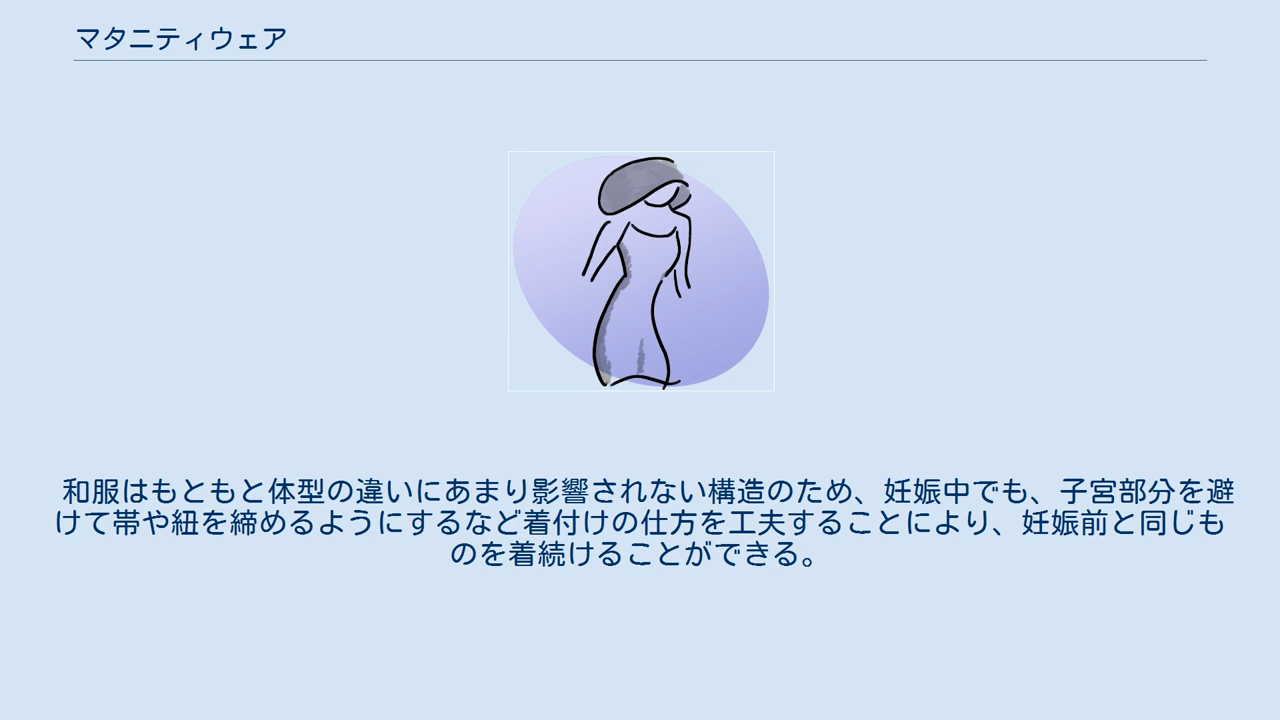 マタニティウェア
和服はもともと体型の違いにあまり影響されない構造のため、妊娠中でも、子宮部分を避
けて帯や紐を締めるようにするなど着付けの仕方を工夫することにより、妊娠前と同じも
のを着続けることができる。